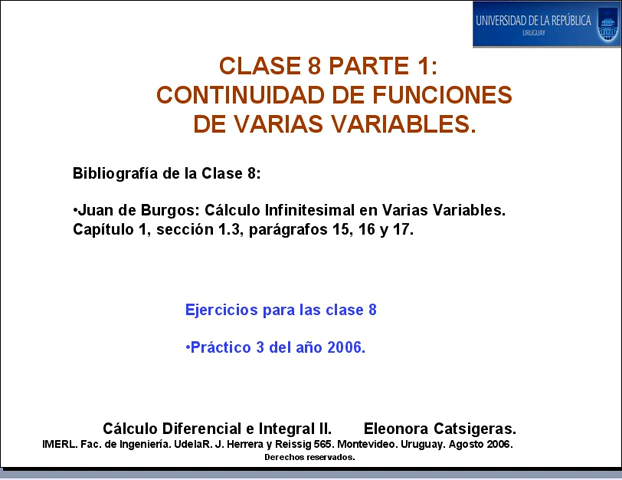 UNIVERSIDAD DE LA REPÚBLICA
URUGUAY
CLASE 8 PARTE 1:
CONTINUIDAD DE FUNCIONES
DE VARIAS VARIABLES.
Bibliografía de la Clase 8:
•Juan de Burgos: Cálculo Infinitesimal en Varias Variables.
Capítulo 1, sección 1.3, parágrafos 15, 16 y 17.
Ejercicios para las clase 8
•Práctico 3 del año 2006.
Cálculo Diferencial e Integral II. Eleonora Catsigeras.
IMERL. Fac. de Ingeniería. UdelaR. J. Herrera y Reissig 565. Montevideo. Uruguay. Agosto 2006.
Derechos reservados.